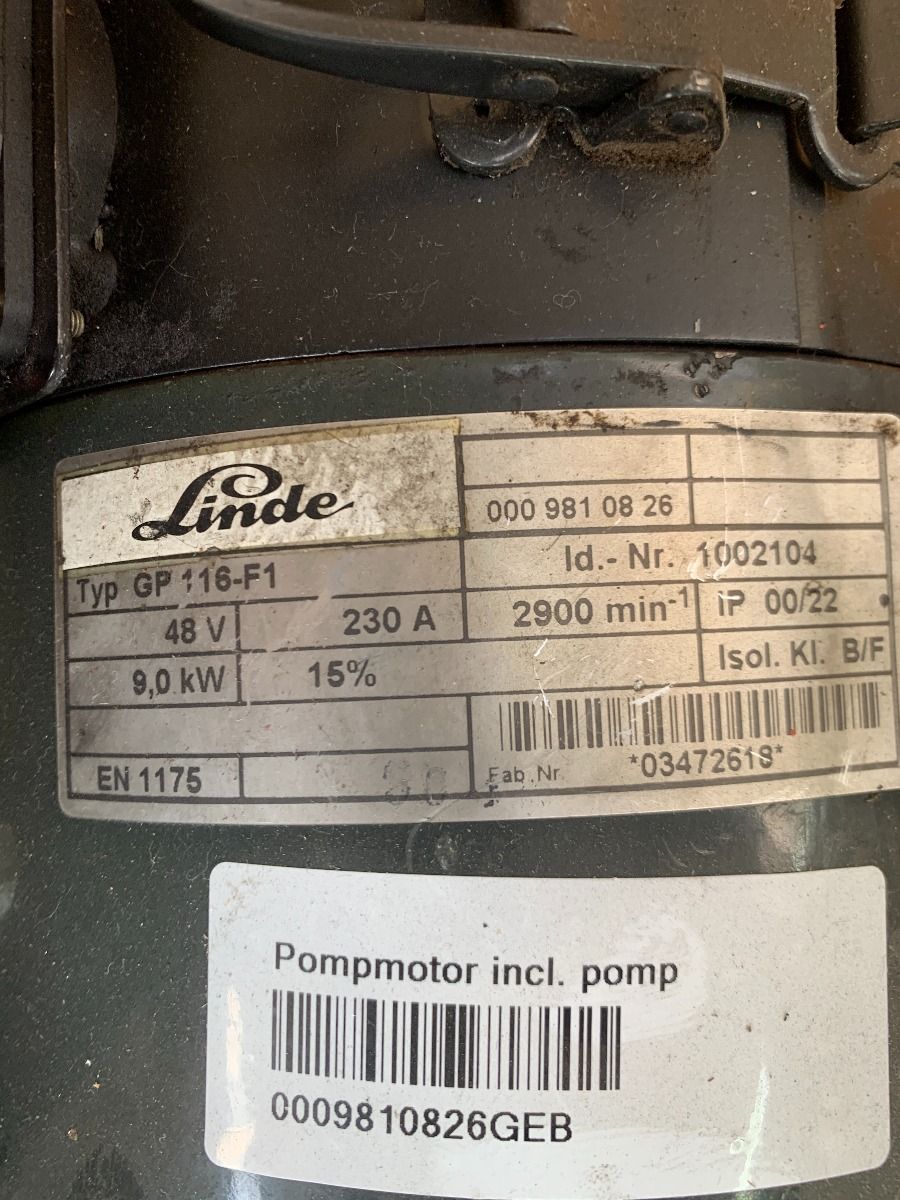 Linde
000 981 08 26
Typ GP 116-F1
Id.- Nr. 1002104
48 V 230 A 2900 min-1 IP 00/22
9,0 kW 15% Isol. Kl. B/F
EN 1175
Fab.Nr. *03472618*
Pompmotor incl. pomp
0009810826GEB